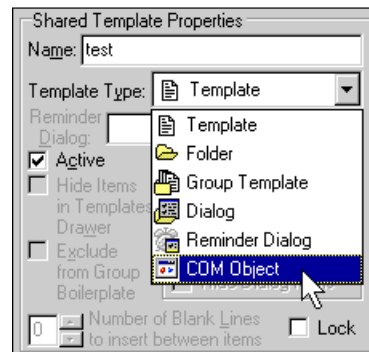 Shared Template Properties
Name: test
Template Type: Template
Reminder
Dialog:
Template
Active
Folder
Hide Items
Group Template
in Templates
Dialog
Drawer
Reminder Dialog
Exclude
COM Object
from Group
Boilerplate
0 Number of Blank Lines Lock
to insert between items